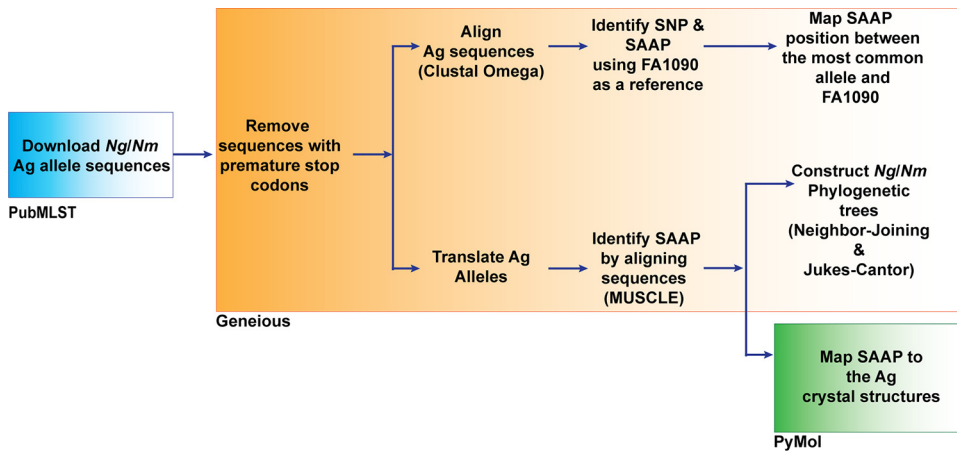 Download Ng/Nm
Ag allele sequences
PubMLST
Remove
sequences with
premature stop
codons
Align
Ag sequences
(Clustal Omega)
Identify SNP &
SAAP
using FA1090
as a reference
Map SAAP
position between
the most common
allele and
FA1090
Translate Ag
Alleles
Identify SAAP
by aligning
sequences
(MUSCLE)
Construct Ng/Nm
Phylogenetic
trees
(Neighbor-Joining
&
Jukes-Cantor)
Geneious
Map SAAP to
the Ag
crystal structures
PyMol